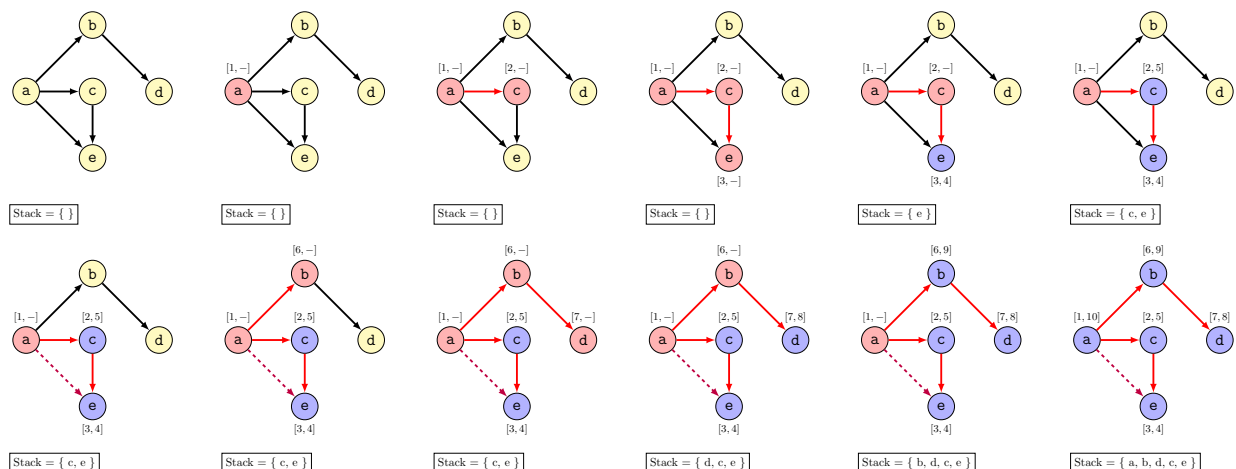 b
a c d
e
Stack = { }
b
[1, −]
a c d
e
Stack = { }
b
[1, −] [2, −]
a c d
e
Stack = { }
b
[1, −] [2, −]
a c d
e
[3, −]
Stack = { }
b
[1, −] [2, −]
a c d
e
[3, 4]
Stack = { e }
b
[1, −] [2, 5]
a c d
e
[3, 4]
Stack = { c, e }
b
[1, −] [2, 5]
a c d
e
[3, 4]
Stack = { c, e }
[6, −]
b
[1, −] [2, 5]
a c d
e
[3, 4]
Stack = { c, e }
[6, −]
b
[1, −] [2, 5] [7, −]
a c d
e
[3, 4]
Stack = { c, e }
[6, −]
b
[1, −] [2, 5] [7, 8]
a c d
e
[3, 4]
Stack = { d, c, e }
[6, 9]
b
[1, −] [2, 5] [7, 8]
a c d
e
[3, 4]
Stack = { b, d, c, e }
[6, 9]
b
[1, 10] [2, 5] [7, 8]
a c d
e
[3, 4]
Stack = { a, b, d, c, e }